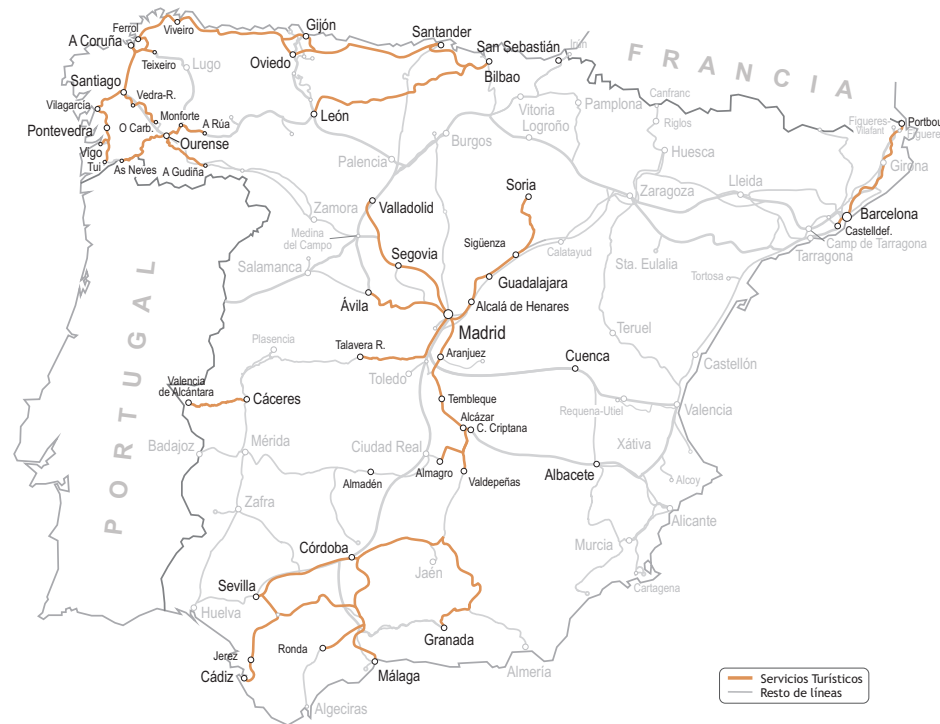 Ferrol
Viveiro
Gijón
Santander
San Sebastián
Irún
FRANCIA
A Coruña
Teixeiro
Lugo
Oviedo
Bilbao
Santiago
Vedra-R.
Vitoria
Pamplona
Canfranc
Vilagarcía
Monforte
León
Logroño
Riglos
Figueres-
Vilafant
Portbou
Figueres
Pontevedra
O Carb.
A Rúa
Burgos
Huesca
Girona
Ourense
Vigo
Tui
As Neves
A Gudiña
Palencia
Soria
Zaragoza
Lleida
Zamora
Valladolid
Barcelona
Castelldef.
Medina
del Campo
Segovia
Sigüenza
Calatayud
Camp de Tarragona
Tarragona
Salamanca
Guadalajara
Sta. Eulalia
Tortosa
Ávila
Alcalá de Henares
PORTUGAL
Madrid
Teruel
Plasencia
Talavera R.
Aranjuez
Cuenca
Castellón
Toledo
Valencia
de Alcántara
Cáceres
Tembleque
Requena-Utiel
Valencia
Alcázar
C. Criptana
Badajoz
Mérida
Ciudad Real
Xátiva
Almadén
Almagro
Valdepeñas
Albacete
Alcoy
Zafra
Alicante
Córdoba
Murcia
Jaén
Sevilla
Cartagena
Huelva
Granada
Jerez
Ronda
Almería
Cádiz
Málaga
Algeciras
Servicios Turísticos
Resto de líneas